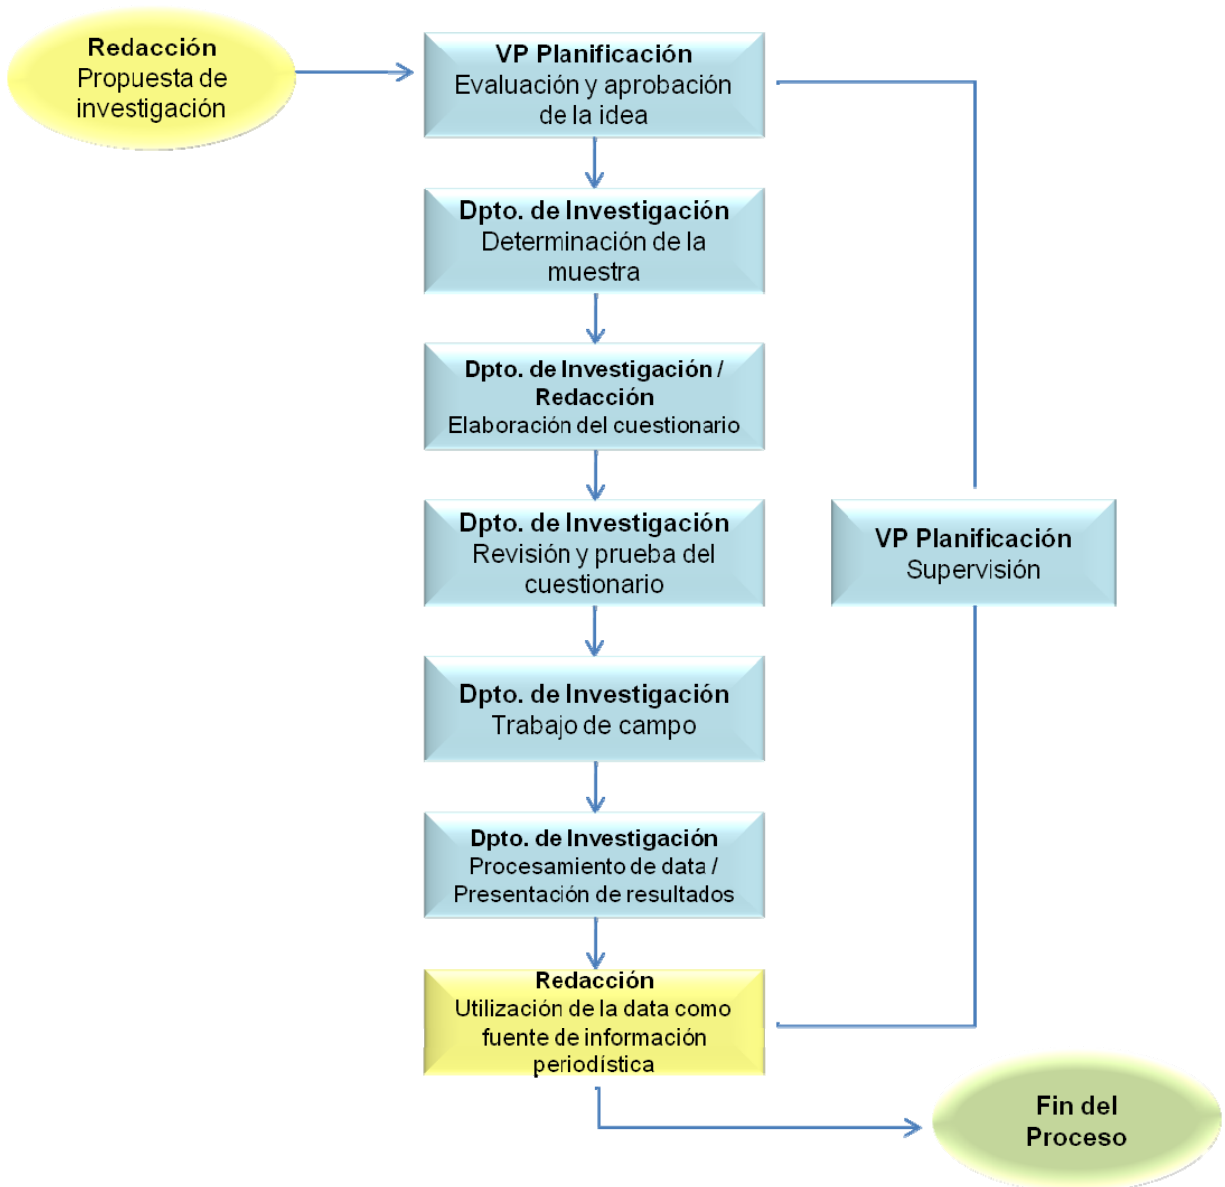 Redacción
Propuesta de
investigación
VP Planificación
Evaluación y aprobación
de la idea
Dpto. de Investigación
Determinación de la
muestra
Dpto. de Investigación /
Redacción
Elaboración del cuestionario
Dpto. de Investigación
Revisión y prueba del
cuestionario
VP Planificación
Supervisión
Dpto. de Investigación
Trabajo de campo
Dpto. de Investigación
Procesamiento de data /
Presentación de resultados
Redacción
Utilización de la data como
fuente de información
periodística
Fin del
Proceso